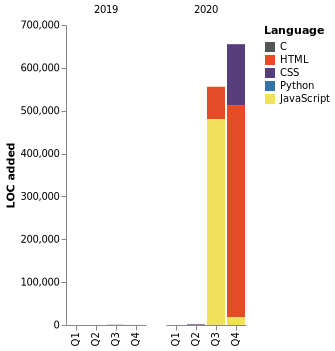 2019
2020
Language
C
HTML
CSS
Python
JavaScript
LOC added
700,000
600,000
500,000
400,000
300,000
200,000
100,000
0
Q1
Q2
Q3
Q4
Q1
Q2
Q3
Q4